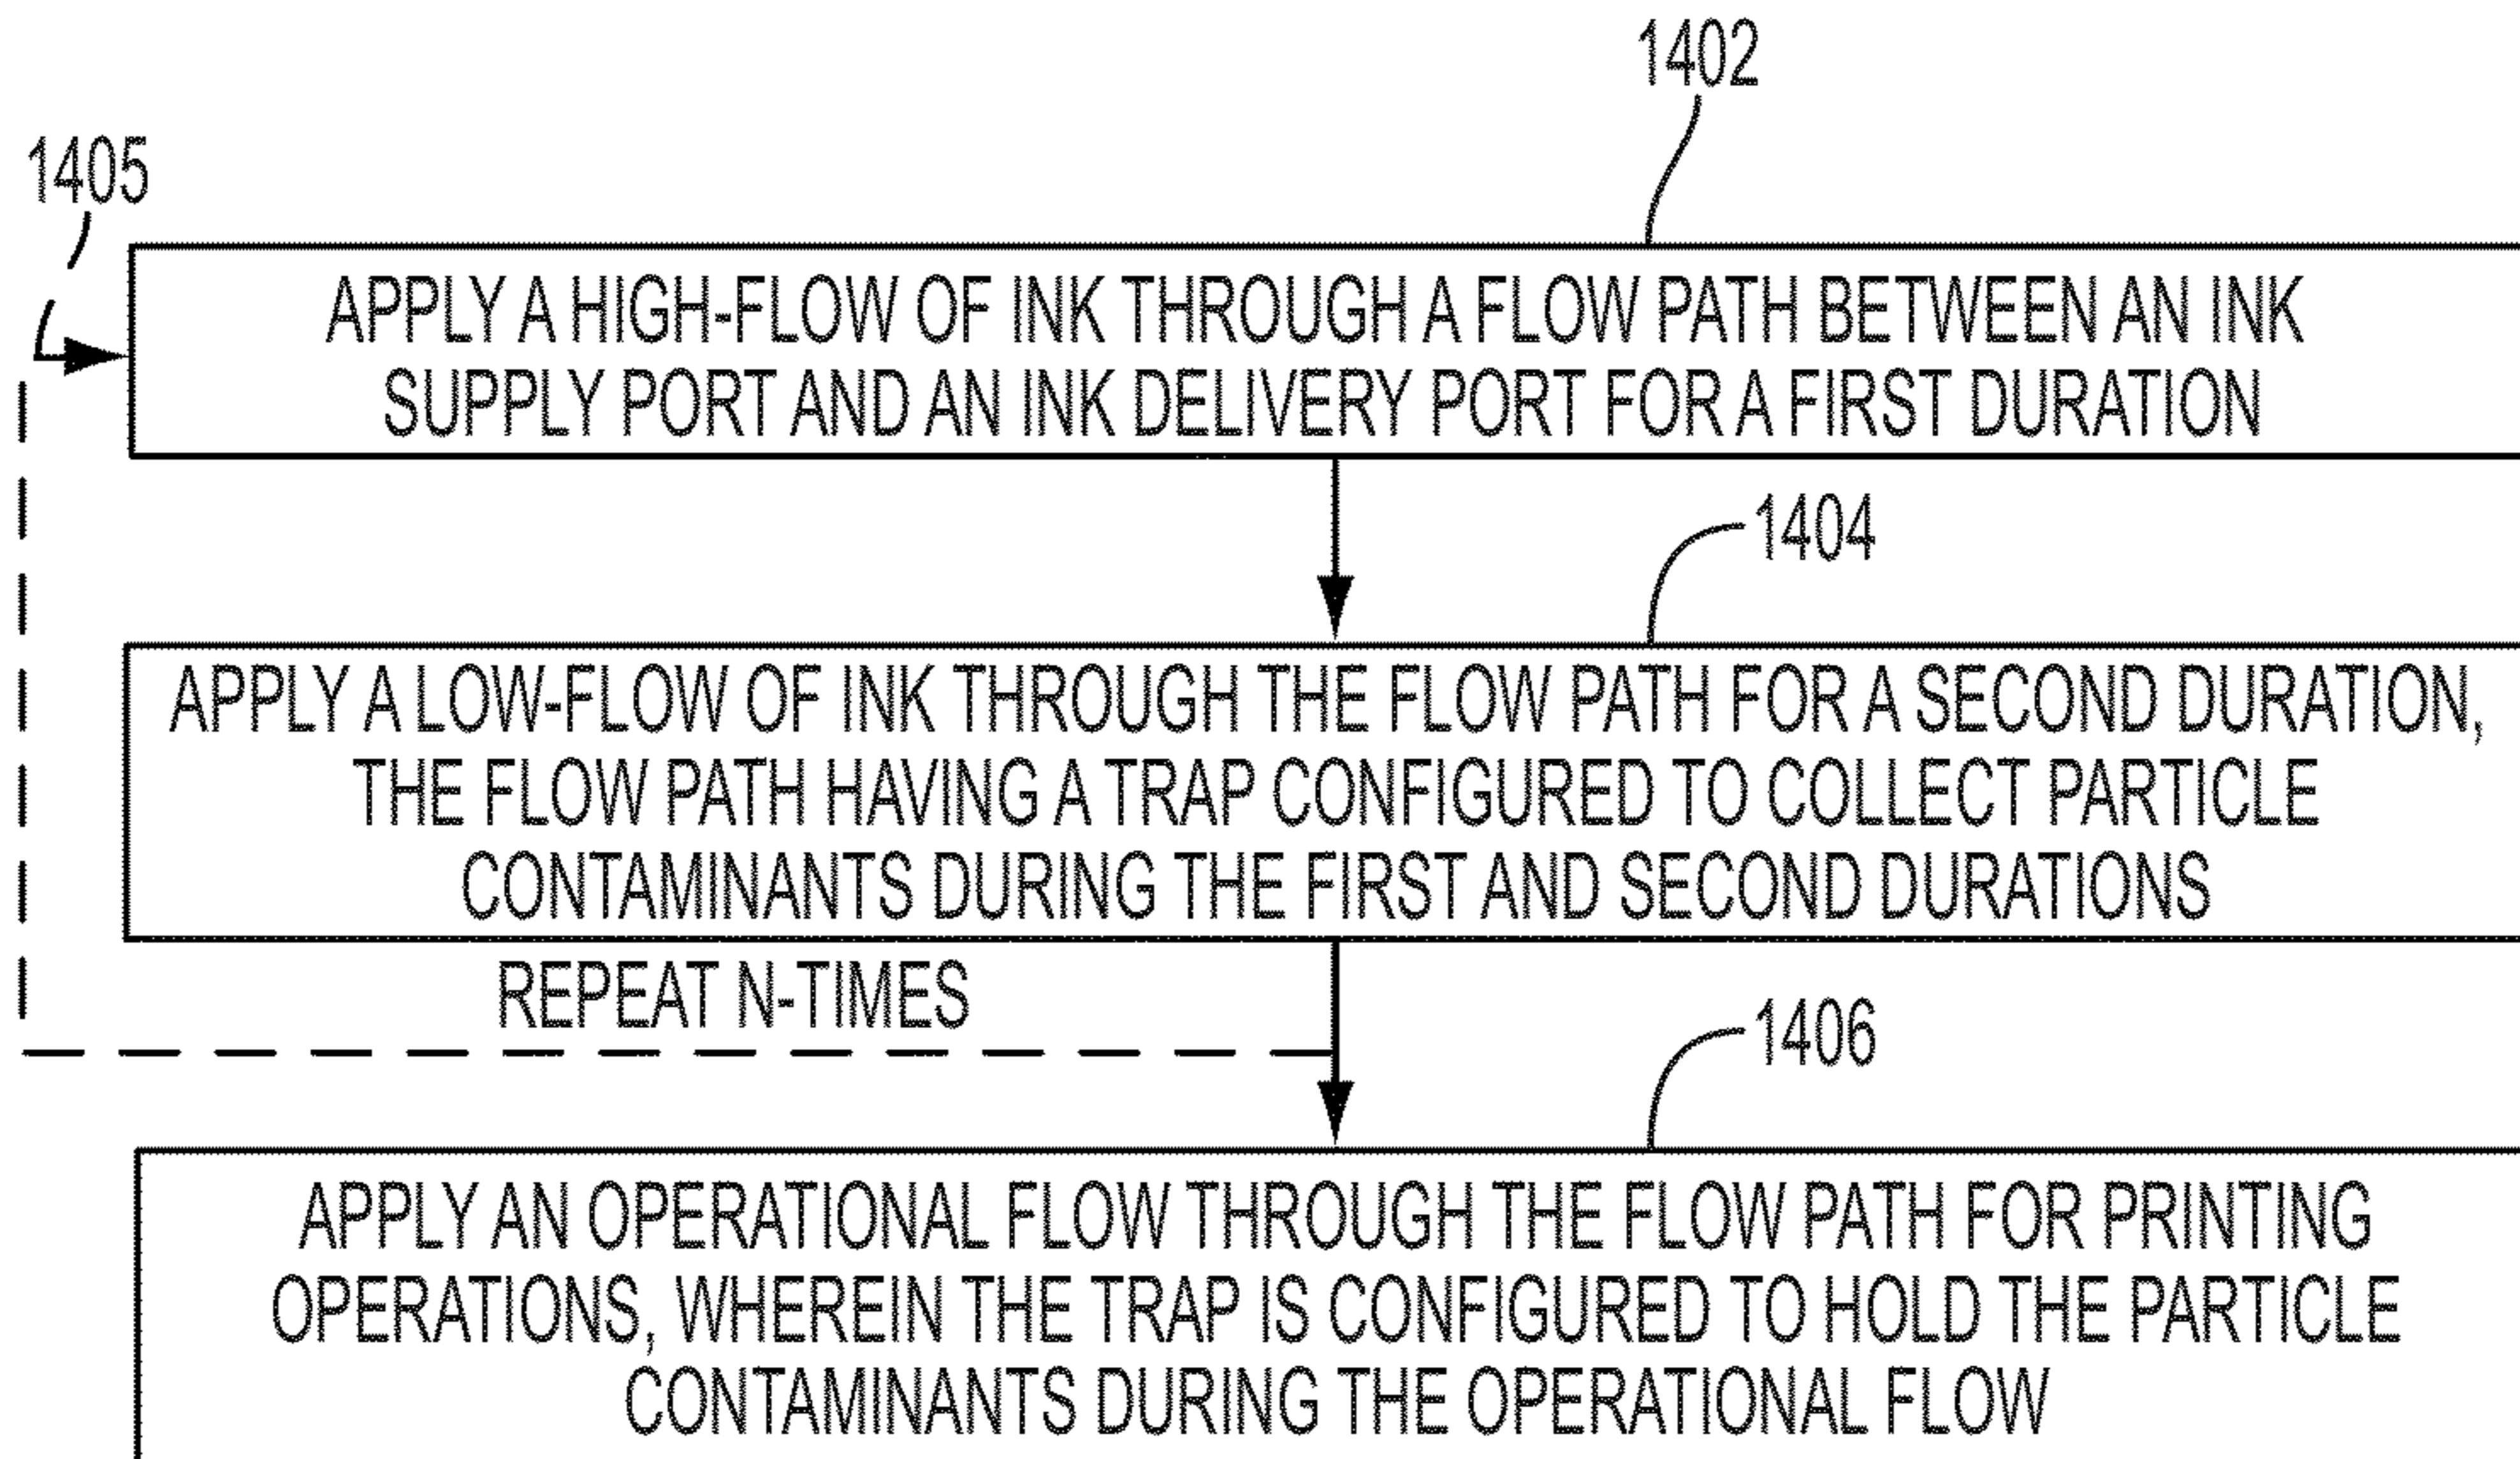 1402
1405
APPLY A HIGH-FLOW OF INK THROUGH A FLOW PATH BETWEEN AN INK
SUPPLY PORT AND AN INK DELIVERY PORT FOR A FIRST DURATION
1404
APPLY A LOW-FLOW OF INK THROUGH THE FLOW PATH FOR A SECOND DURATION,
THE FLOW PATH HAVING A TRAP CONFIGURED TO COLLECT PARTICLE
CONTAMINANTS DURING THE FIRST AND SECOND DURATIONS
REPEAT N-TIMES
1406
APPLY AN OPERATIONAL FLOW THROUGH THE FLOW PATH FOR PRINTING
OPERATIONS, WHEREIN THE TRAP IS CONFIGURED TO HOLD THE PARTICLE
CONTAMINANTS DURING THE OPERATIONAL FLOW